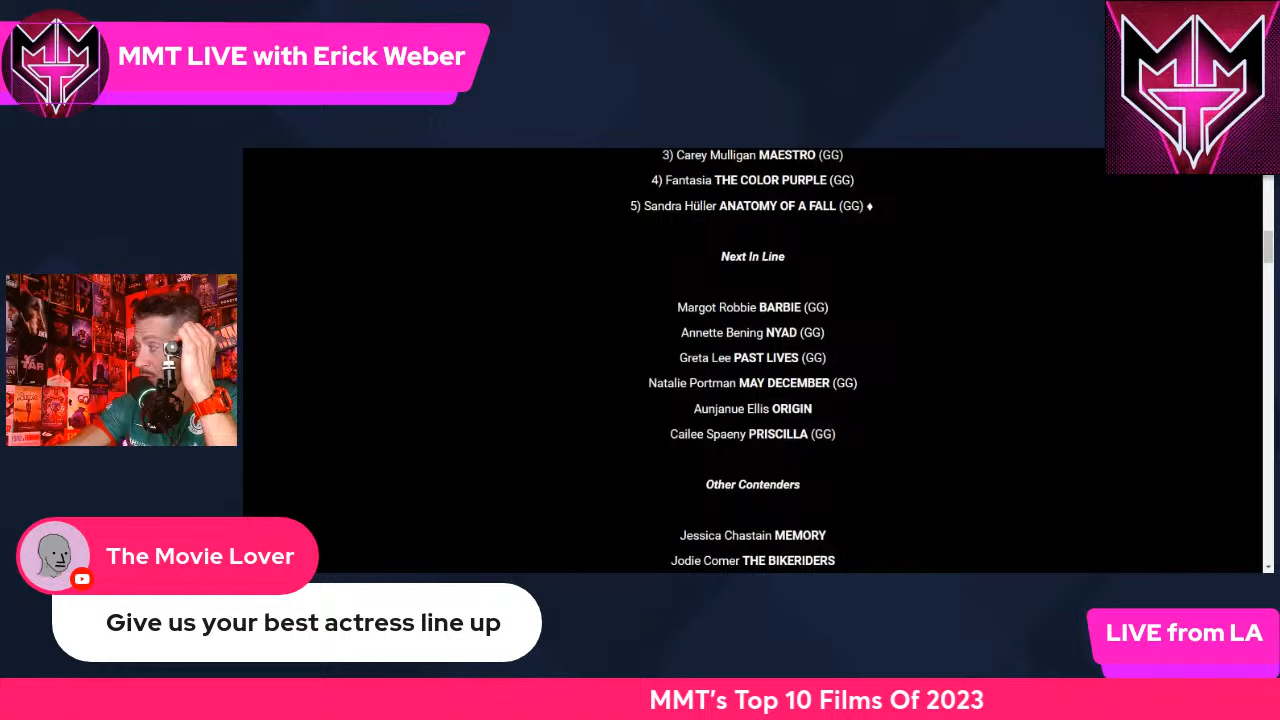 MMT LIVE with Erick Weber
3) Carey Mulligan MAESTRO (GG)
4) Fantasia THE COLOR PURPLE (GG)
5) Sandra Hüller ANATOMY OF A FALL (GG) ♦
Next In Line
Margot Robbie BARBIE (GG)
Annette Bening NYAD (GG)
Greta Lee PAST LIVES (GG)
Natalie Portman MAY DECEMBER (GG)
Aunjanue Ellis ORIGIN
Cailee Spaeny PRISCILLA (GG)
Other Contenders
Jessica Chastain MEMORY
Jodie Comer THE BIKERIDERS
TÁR
The Movie Lover
Give us your best actress line up
LIVE from LA
MMT's Top 10 Films Of 2023